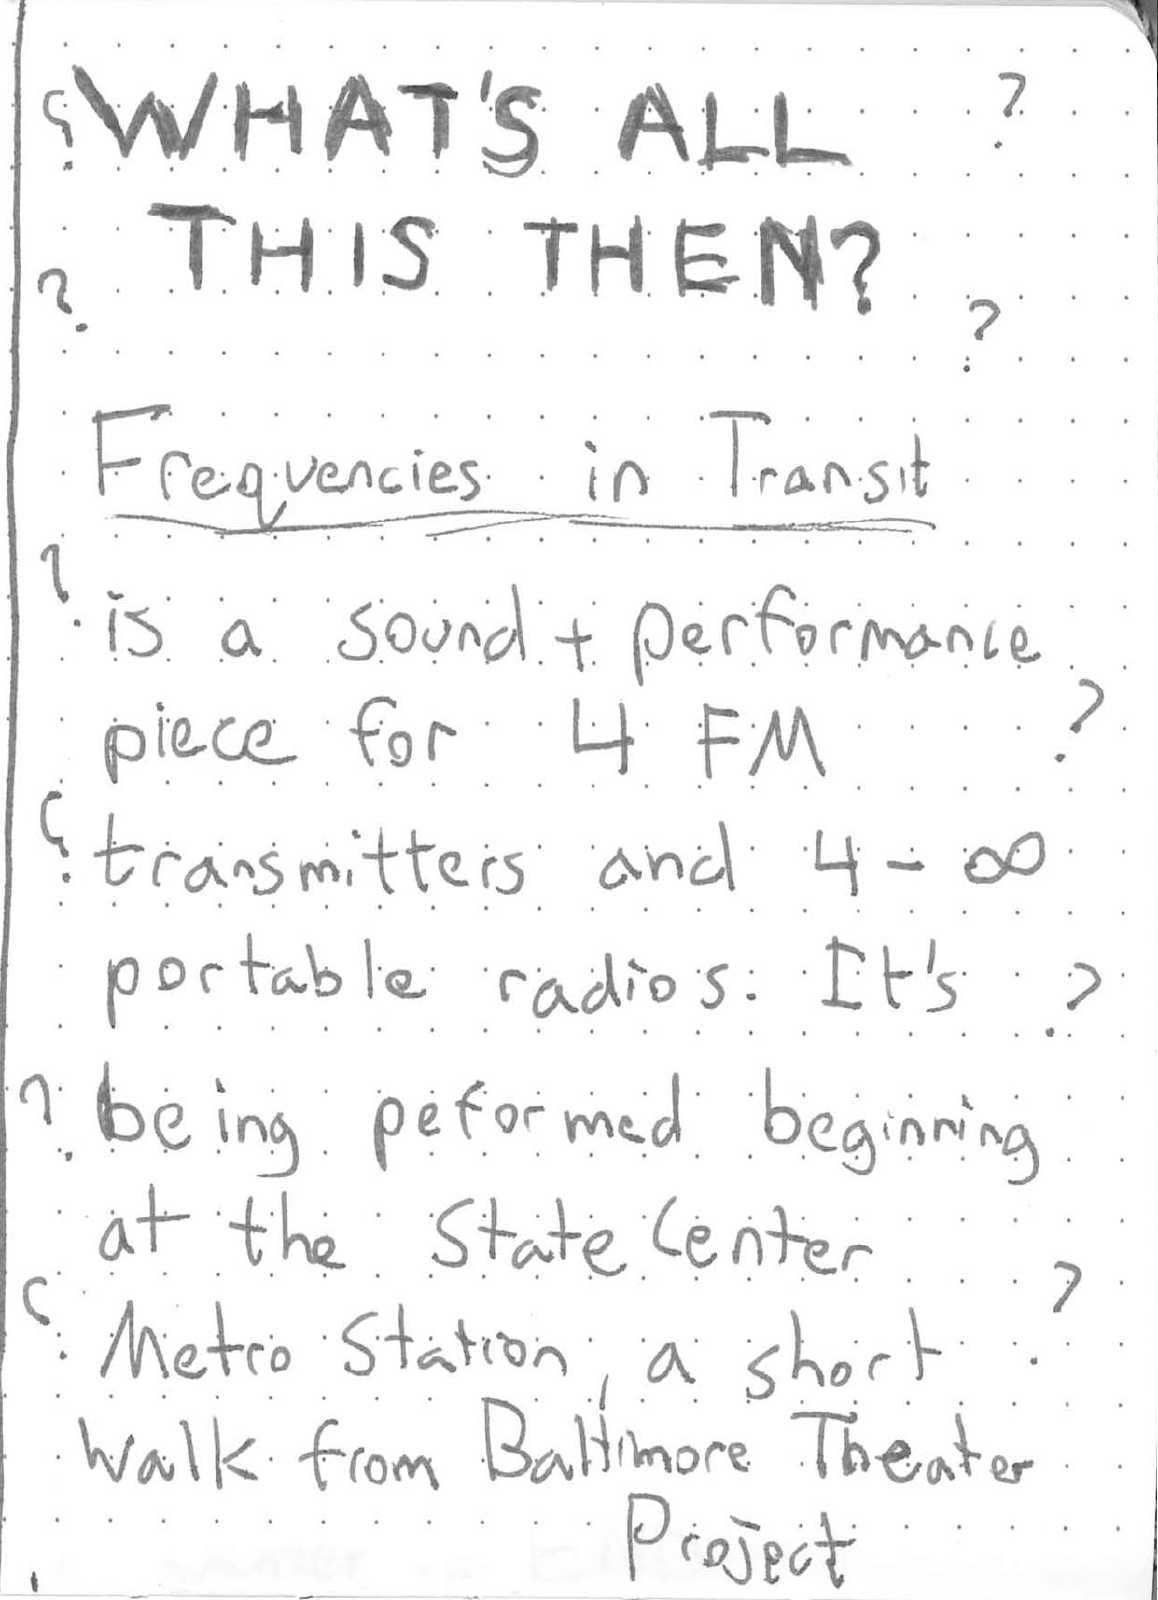 WHAT'S ALL
THIS THEN?
Frequencies in Transit
is a sound + performance
piece for 4 FM
transmitters and 4 - ∞
portable radios. It's
being peformed beginning
at the State Center
Metro Station, a short
walk from Baltimore Theater
Project